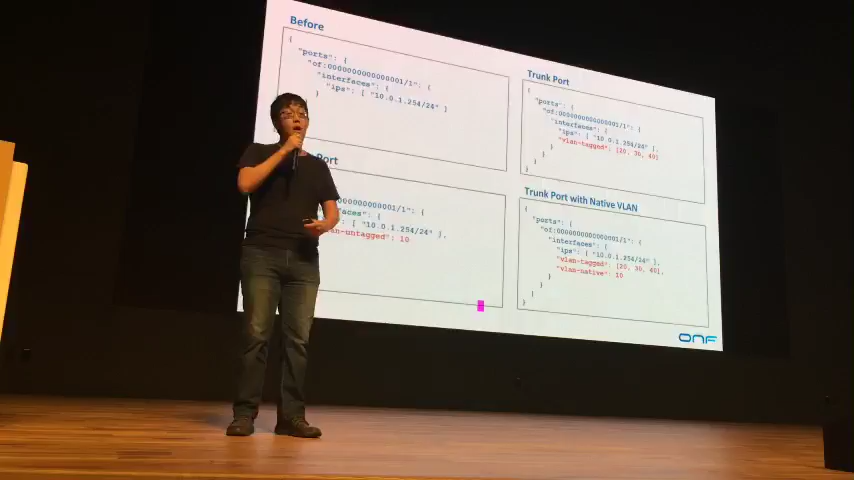 Before
{
"ports": {
"of:0000000000000001/1": {
"interfaces": {
"ips": [ "10.0.1.254/24" ]
}
Port
000000000001/1": {
faces": {
[ "10.0.1.254/24" ],
lan-untagged": 10
Trunk Port
{
"ports": {
"of:0000000000000001/1": {
"interfaces": {
"ips": [ "10.0.1.254/24" ],
"vlan-tagged": [20, 30, 40]
}
}
}
}
Trunk Port with Native VLAN
{
"ports": {
"of:0000000000000001/1": {
"interfaces": {
"ips": [ "10.0.1.254/24" ],
"vlan-tagged": [20, 30, 40],
"vlan-native": 10
}
}
}
}
ONF